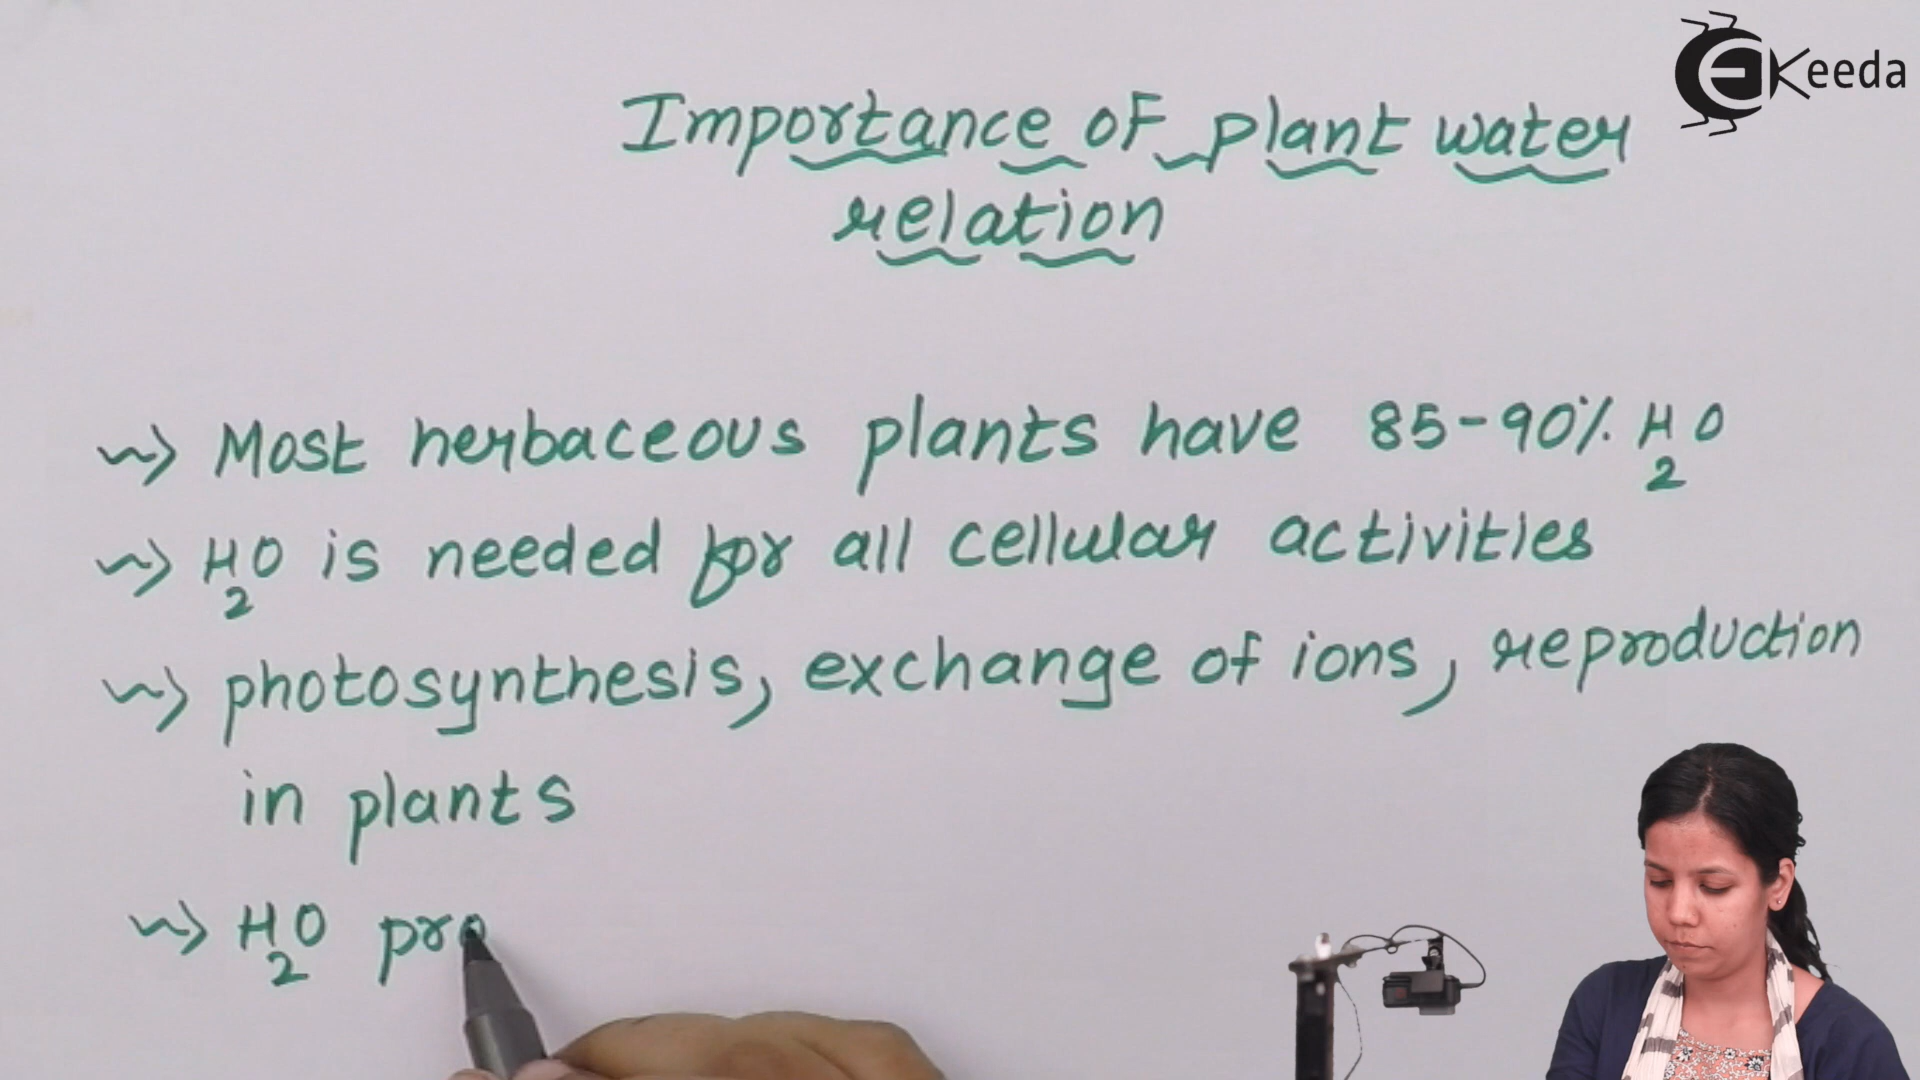 EKeeda
Importance of plant water
relation
~> Most herbaceous plants have 85-90% H2O
~> H2O is needed for all cellular activities
~> photosynthesis, exchange of ions, reproduction
in plants
~> H2O pro